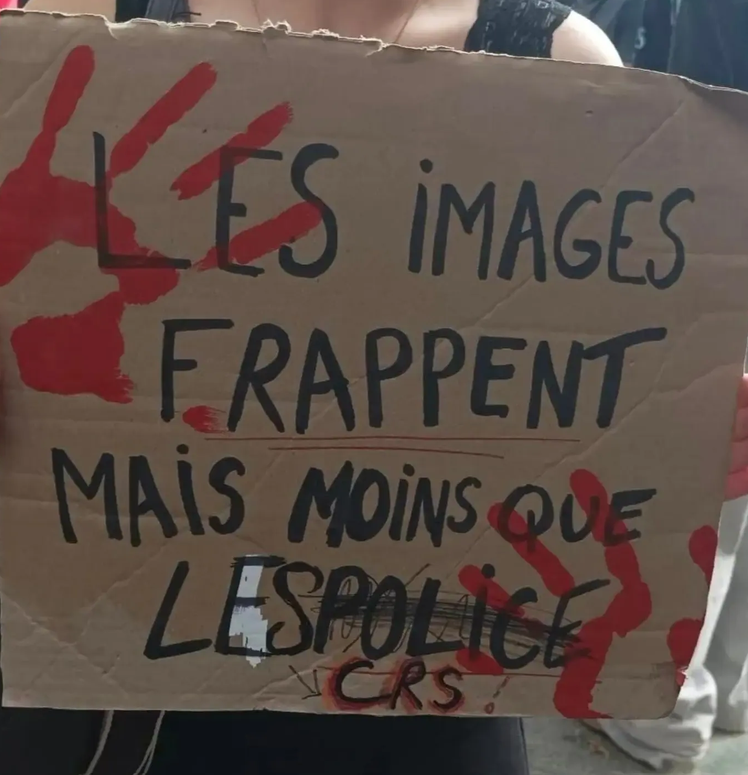 LES iMAGES
FRAPPENT
MAiS MOiNS QUE
LES POLiCE
CRS !